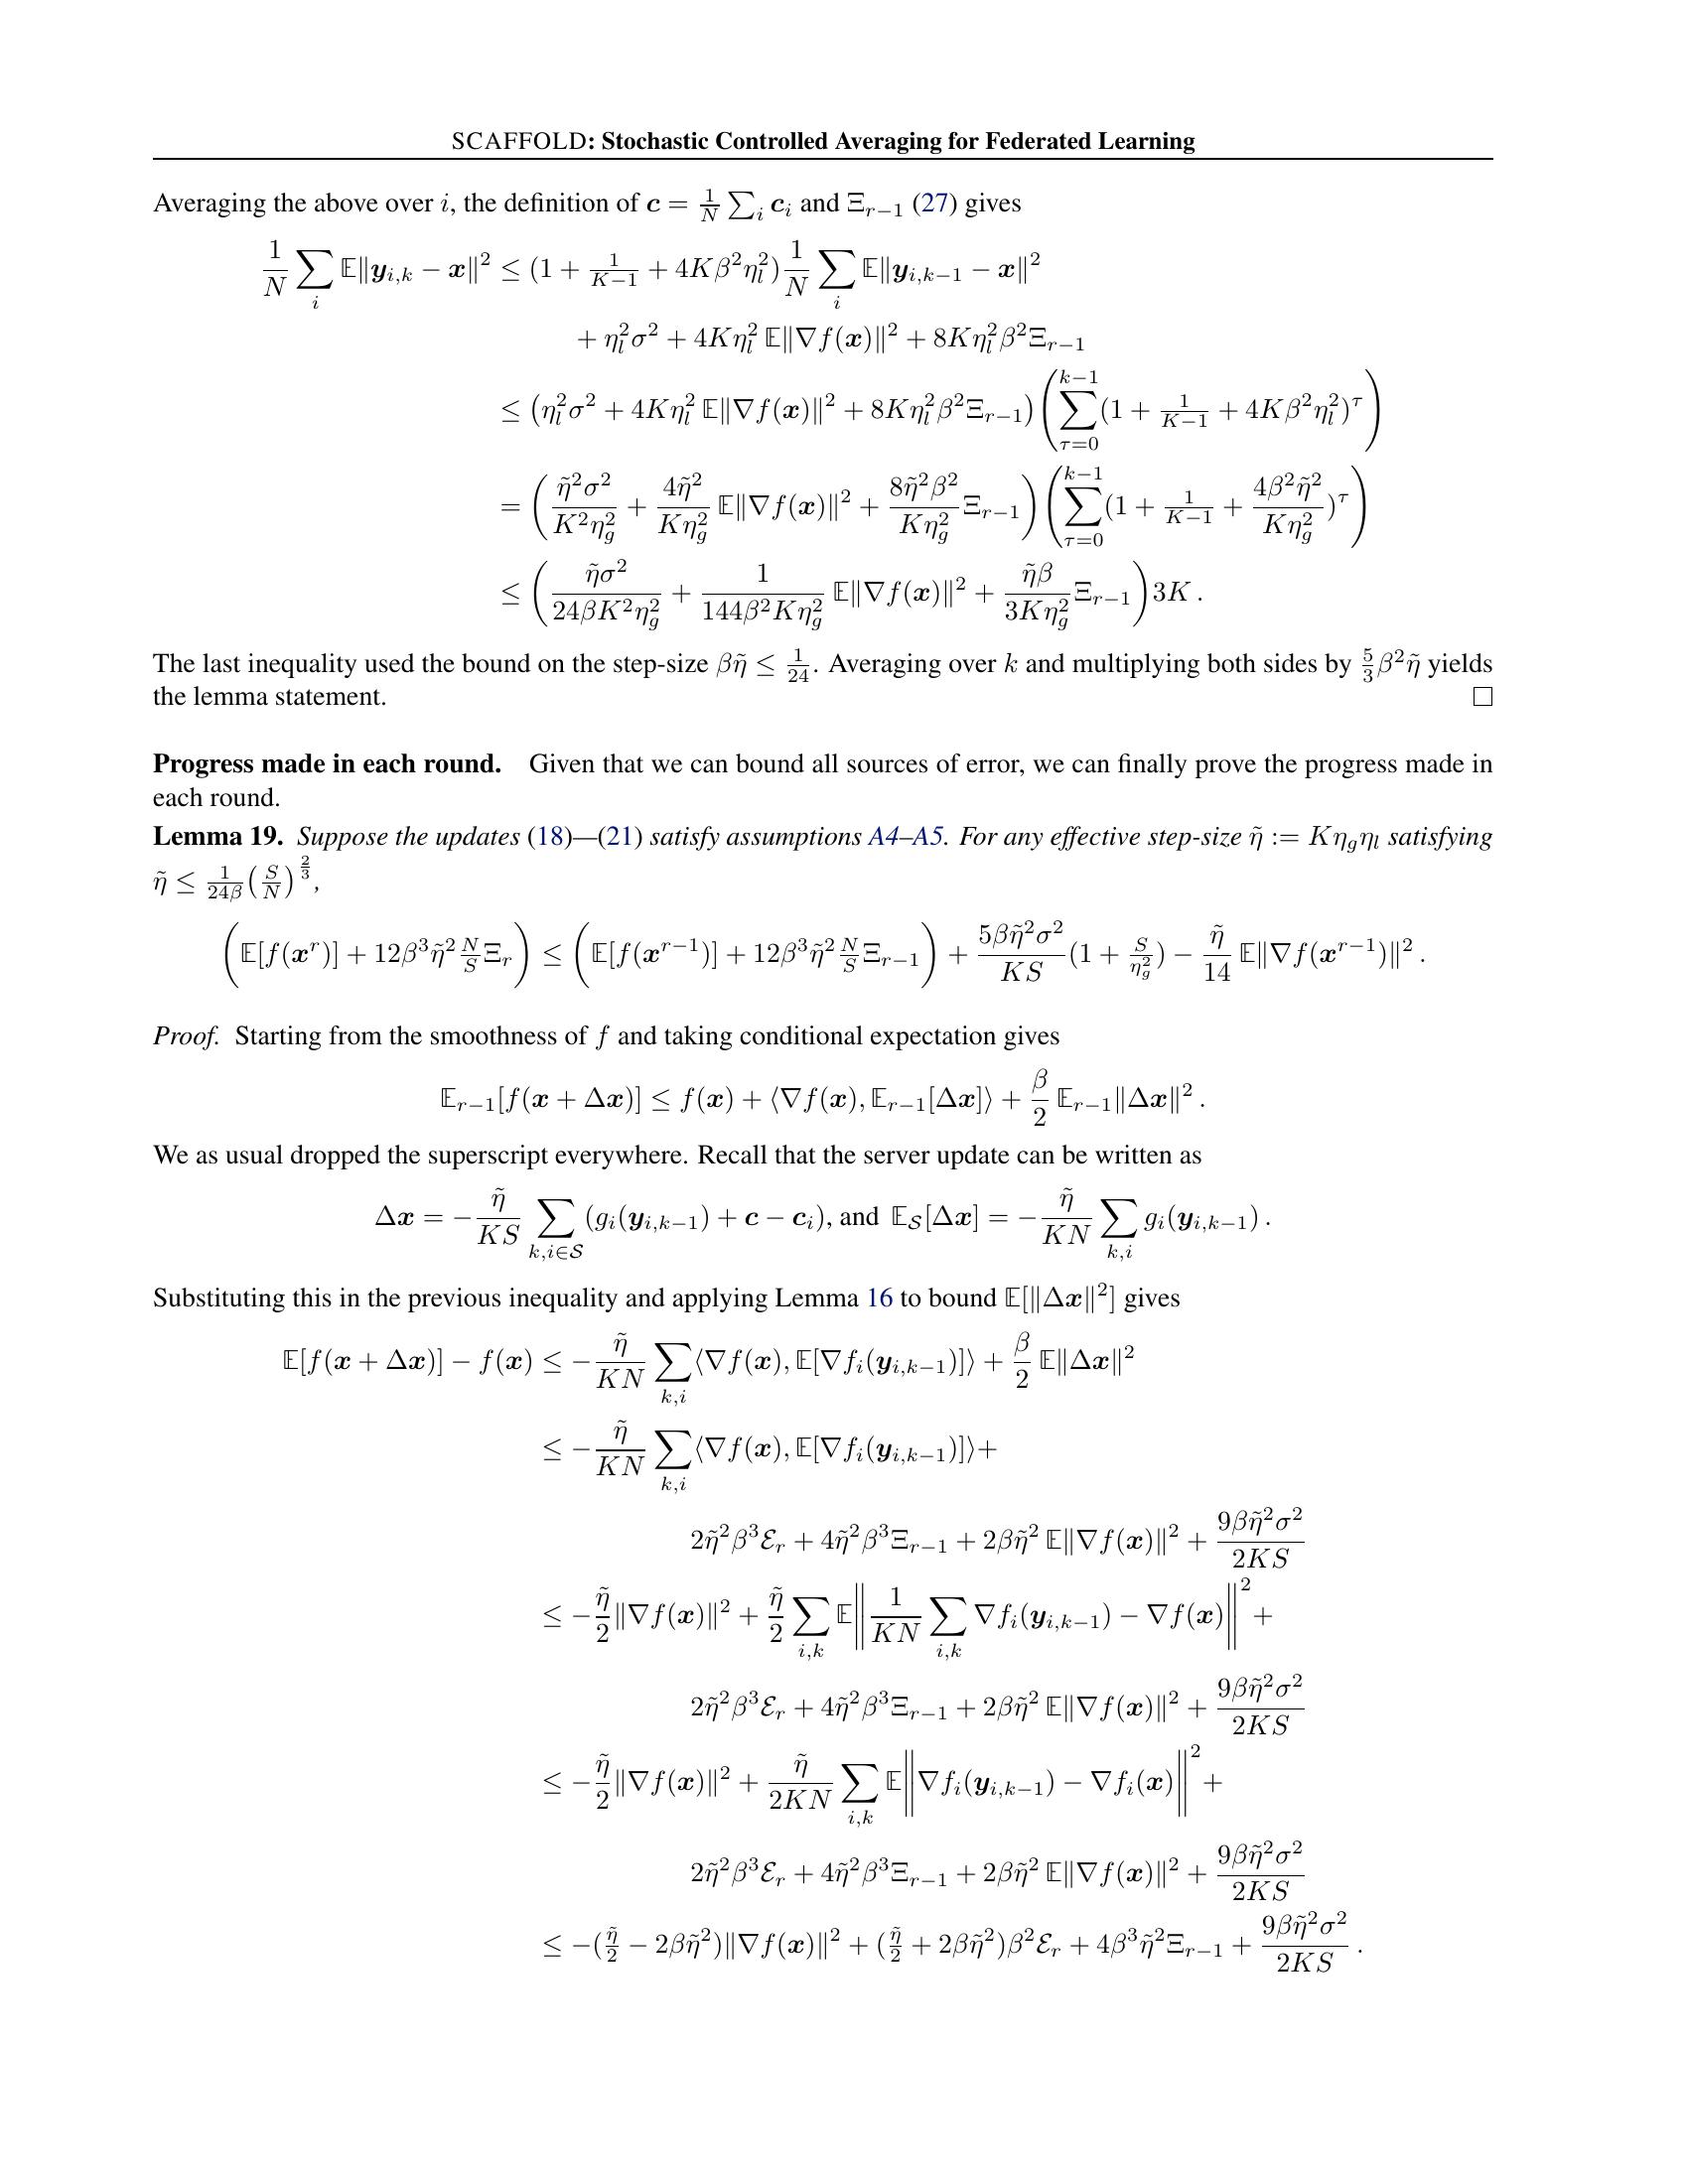 SCAFFOLD: Stochastic Controlled Averaging for Federated Learning
Averaging the above over $i$, the definition of $\boldsymbol{c} = \frac{1}{N}\sum_i \boldsymbol{c}_i$ and $\Xi_{r-1}$ (27) gives
$\frac{1}{N}\sum_i \mathbb{E}\|\boldsymbol{y}_{i,k} - \boldsymbol{x}\|^2 \leq (1 + \frac{1}{K-1} + 4K\beta^2\eta_l^2)\frac{1}{N}\sum_i \mathbb{E}\|\boldsymbol{y}_{i,k-1} - \boldsymbol{x}\|^2$
$+ \eta_l^2\sigma^2 + 4K\eta_l^2\,\mathbb{E}\|\nabla f(\boldsymbol{x})\|^2 + 8K\eta_l^2\beta^2\Xi_{r-1}$
$\leq \left(\eta_l^2\sigma^2 + 4K\eta_l^2\,\mathbb{E}\|\nabla f(\boldsymbol{x})\|^2 + 8K\eta_l^2\beta^2\Xi_{r-1}\right)\left(\sum_{\tau=0}^{k-1}(1 + \frac{1}{K-1} + 4K\beta^2\eta_l^2)^\tau\right)$
$= \left(\frac{\tilde{\eta}^2\sigma^2}{K^2\eta_g^2} + \frac{4\tilde{\eta}^2}{K\eta_g^2}\,\mathbb{E}\|\nabla f(\boldsymbol{x})\|^2 + \frac{8\tilde{\eta}^2\beta^2}{K\eta_g^2}\Xi_{r-1}\right)\left(\sum_{\tau=0}^{k-1}(1 + \frac{1}{K-1} + \frac{4\beta^2\tilde{\eta}^2}{K\eta_g^2})^\tau\right)$
$\leq \left(\frac{\tilde{\eta}\sigma^2}{24\beta K^2\eta_g^2} + \frac{1}{144\beta^2 K\eta_g^2}\,\mathbb{E}\|\nabla f(\boldsymbol{x})\|^2 + \frac{\tilde{\eta}\beta}{3K\eta_g^2}\Xi_{r-1}\right)3K\,.$
The last inequality used the bound on the step-size $\beta\tilde{\eta} \leq \frac{1}{24}$. Averaging over $k$ and multiplying both sides by $\frac{5}{3}\beta^2\tilde{\eta}$ yields
the lemma statement. □
Progress made in each round. Given that we can bound all sources of error, we can finally prove the progress made in
each round.
Lemma 19. Suppose the updates (18)—(21) satisfy assumptions A4–A5. For any effective step-size $\tilde{\eta} := K\eta_g\eta_l$ satisfying
$\tilde{\eta} \leq \frac{1}{24\beta}\left(\frac{S}{N}\right)^{\frac{2}{3}}$,
$\left(\mathbb{E}[f(\boldsymbol{x}^r)] + 12\beta^3\tilde{\eta}^2\frac{N}{S}\Xi_r\right) \leq \left(\mathbb{E}[f(\boldsymbol{x}^{r-1})] + 12\beta^3\tilde{\eta}^2\frac{N}{S}\Xi_{r-1}\right) + \frac{5\beta\tilde{\eta}^2\sigma^2}{KS}(1 + \frac{S}{\eta_g^2}) - \frac{\tilde{\eta}}{14}\,\mathbb{E}\|\nabla f(\boldsymbol{x}^{r-1})\|^2\,.$
Proof. Starting from the smoothness of $f$ and taking conditional expectation gives
$\mathbb{E}_{r-1}[f(\boldsymbol{x} + \Delta\boldsymbol{x})] \leq f(\boldsymbol{x}) + \langle\nabla f(\boldsymbol{x}), \mathbb{E}_{r-1}[\Delta\boldsymbol{x}]\rangle + \frac{\beta}{2}\,\mathbb{E}_{r-1}\|\Delta\boldsymbol{x}\|^2\,.$
We as usual dropped the superscript everywhere. Recall that the server update can be written as
$\Delta\boldsymbol{x} = -\frac{\tilde{\eta}}{KS}\sum_{k,i\in\mathcal{S}}(g_i(\boldsymbol{y}_{i,k-1}) + \boldsymbol{c} - \boldsymbol{c}_i)$, and $\mathbb{E}_{\mathcal{S}}[\Delta\boldsymbol{x}] = -\frac{\tilde{\eta}}{KN}\sum_{k,i} g_i(\boldsymbol{y}_{i,k-1})\,.$
Substituting this in the previous inequality and applying Lemma 16 to bound $\mathbb{E}[\|\Delta\boldsymbol{x}\|^2]$ gives
$\mathbb{E}[f(\boldsymbol{x} + \Delta\boldsymbol{x})] - f(\boldsymbol{x}) \leq -\frac{\tilde{\eta}}{KN}\sum_{k,i}\langle\nabla f(\boldsymbol{x}), \mathbb{E}[\nabla f_i(\boldsymbol{y}_{i,k-1})]\rangle + \frac{\beta}{2}\,\mathbb{E}\|\Delta\boldsymbol{x}\|^2$
$\leq -\frac{\tilde{\eta}}{KN}\sum_{k,i}\langle\nabla f(\boldsymbol{x}), \mathbb{E}[\nabla f_i(\boldsymbol{y}_{i,k-1})]\rangle +$
$2\tilde{\eta}^2\beta^3\mathcal{E}_r + 4\tilde{\eta}^2\beta^3\Xi_{r-1} + 2\beta\tilde{\eta}^2\,\mathbb{E}\|\nabla f(\boldsymbol{x})\|^2 + \frac{9\beta\tilde{\eta}^2\sigma^2}{2KS}$
$\leq -\frac{\tilde{\eta}}{2}\|\nabla f(\boldsymbol{x})\|^2 + \frac{\tilde{\eta}}{2}\sum_{i,k}\mathbb{E}\left\|\frac{1}{KN}\sum_{i,k}\nabla f_i(\boldsymbol{y}_{i,k-1}) - \nabla f(\boldsymbol{x})\right\|^2 +$
$2\tilde{\eta}^2\beta^3\mathcal{E}_r + 4\tilde{\eta}^2\beta^3\Xi_{r-1} + 2\beta\tilde{\eta}^2\,\mathbb{E}\|\nabla f(\boldsymbol{x})\|^2 + \frac{9\beta\tilde{\eta}^2\sigma^2}{2KS}$
$\leq -\frac{\tilde{\eta}}{2}\|\nabla f(\boldsymbol{x})\|^2 + \frac{\tilde{\eta}}{2KN}\sum_{i,k}\mathbb{E}\left\|\nabla f_i(\boldsymbol{y}_{i,k-1}) - \nabla f_i(\boldsymbol{x})\right\|^2 +$
$2\tilde{\eta}^2\beta^3\mathcal{E}_r + 4\tilde{\eta}^2\beta^3\Xi_{r-1} + 2\beta\tilde{\eta}^2\,\mathbb{E}\|\nabla f(\boldsymbol{x})\|^2 + \frac{9\beta\tilde{\eta}^2\sigma^2}{2KS}$
$\leq -(\frac{\tilde{\eta}}{2} - 2\beta\tilde{\eta}^2)\|\nabla f(\boldsymbol{x})\|^2 + (\frac{\tilde{\eta}}{2} + 2\beta\tilde{\eta}^2)\beta^2\mathcal{E}_r + 4\beta^3\tilde{\eta}^2\Xi_{r-1} + \frac{9\beta\tilde{\eta}^2\sigma^2}{2KS}\,.$